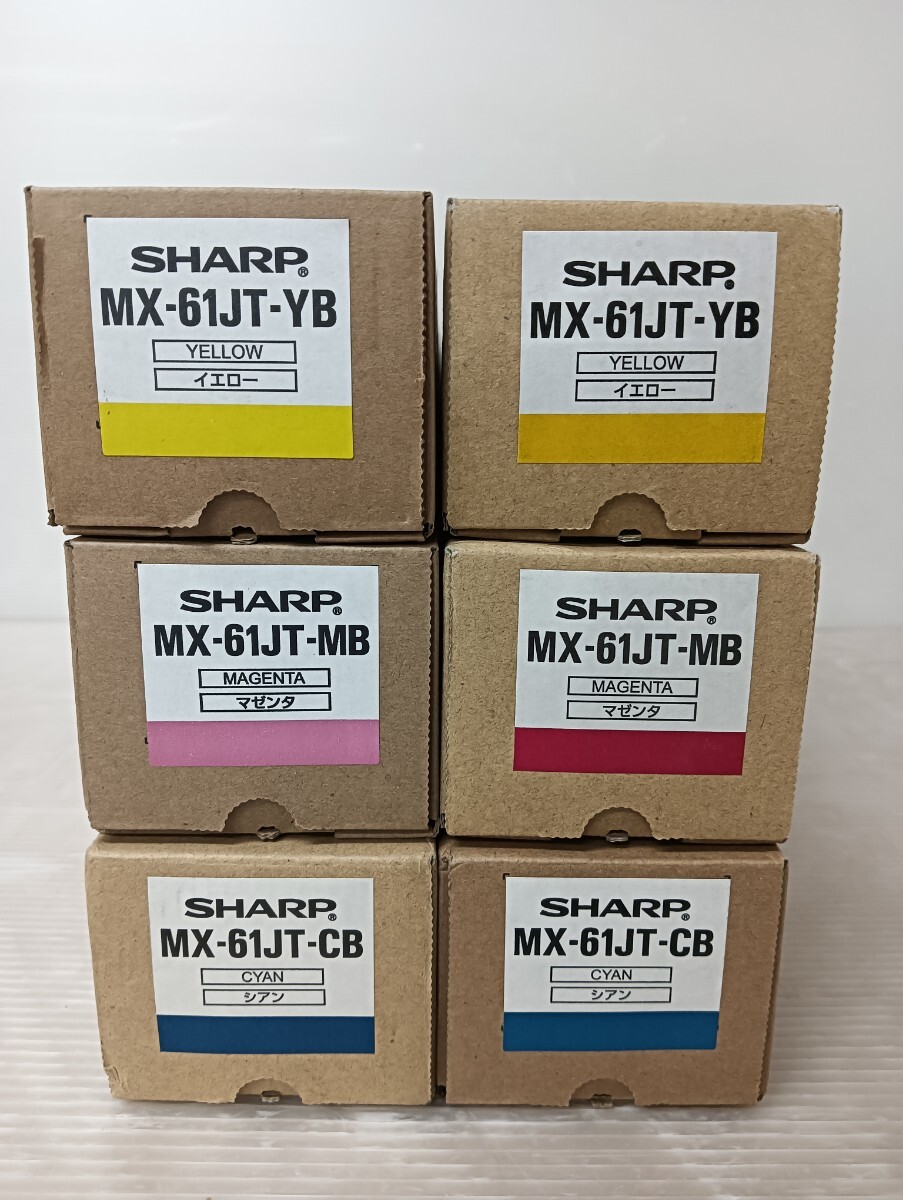 SHARP®
MX-61JT-YB
YELLOW
イエロー
SHARP®
MX-61JT-YB
YELLOW
イエロー
SHARP®
MX-61JT-MB
MAGENTA
マゼンタ
SHARP®
MX-61JT-MB
MAGENTA
マゼンタ
SHARP®
MX-61JT-CB
CYAN
シアン
SHARP®
MX-61JT-CB
CYAN
シアン